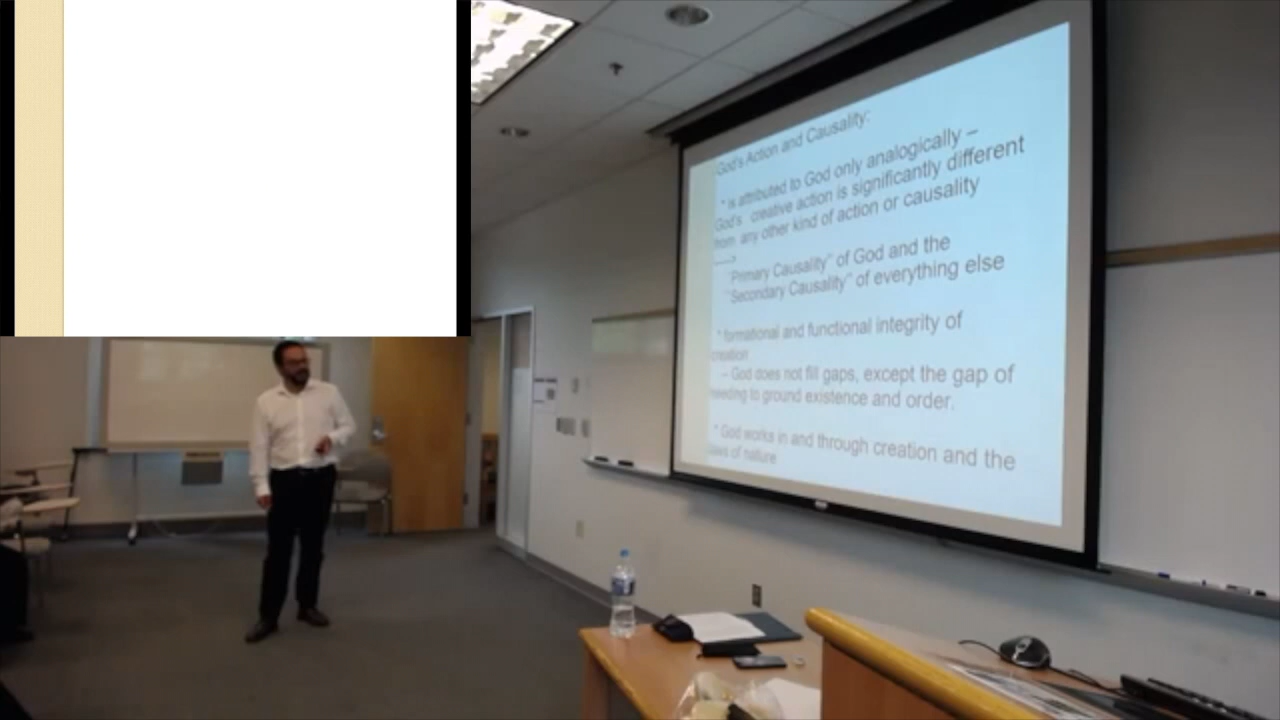 God's Action and Causality:
* is attributed to God only analogically –
God's creative action is significantly different
from any other kind of action or causality
---->
"Primary Causality" of God and the
"Secondary Causality" of everything else
* formational and functional integrity of
creation
– God does not fill gaps, except the gap of
needing to ground existence and order.
* God works in and through creation and the
laws of nature